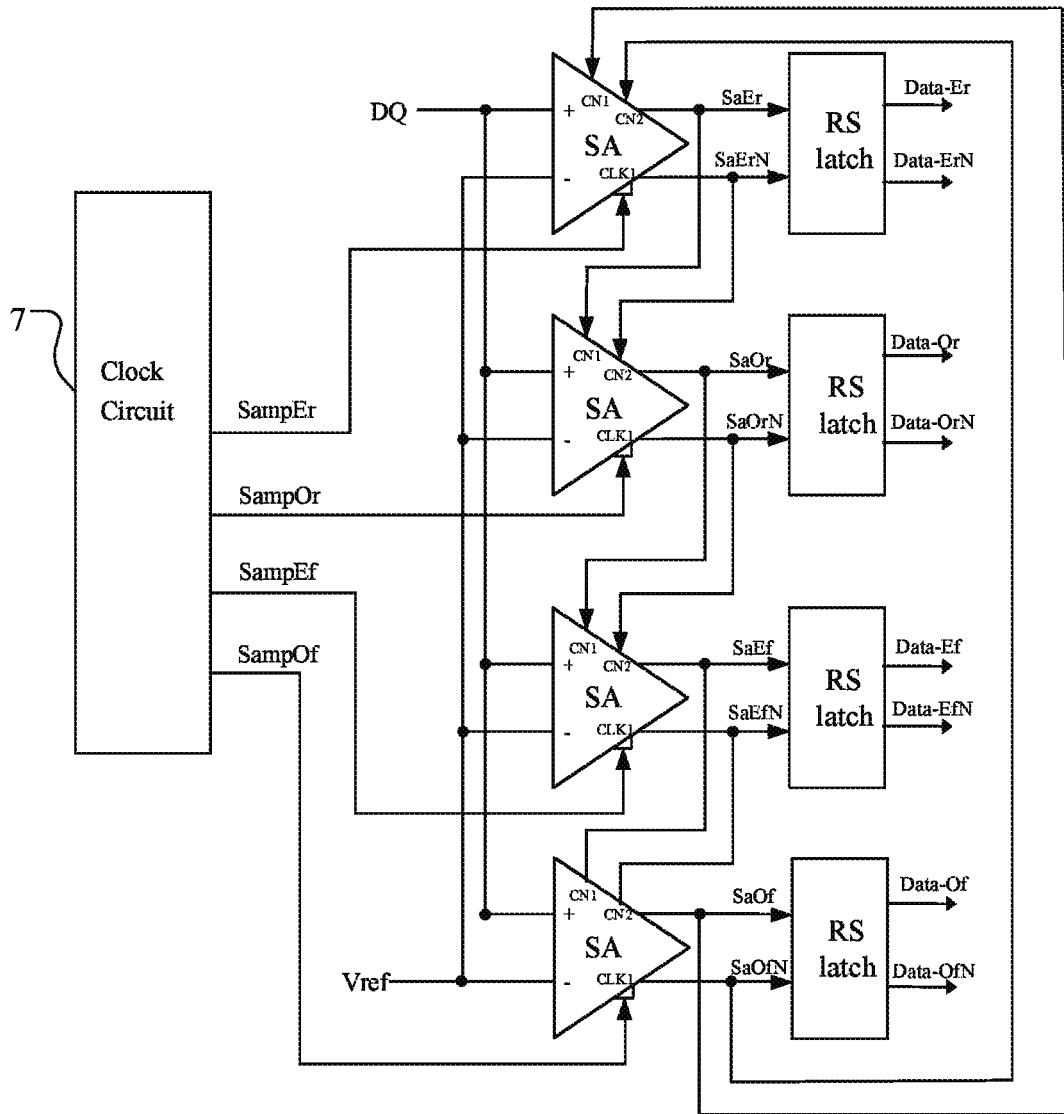 CN1
SaEr
Data-Er
DQ
+
CN2
RS
latch
SA
SaErN
Data-ErN
-
CLK1
7
Clock
Circuit
CN1
SaOr
Data-Or
+
CN2
RS
latch
SampEr
SA
SaOrN
Data-OrN
-
CLK1
SampOr
SampEf
CN1
SaEf
Data-Ef
SampOf
+
CN2
RS
latch
SA
SaEfN
Data-EfN
-
CLK1
CN1
SaOf
Data-Of
+
CN2
RS
latch
SA
SaOfN
Data-OfN
Vref
-
CLK1